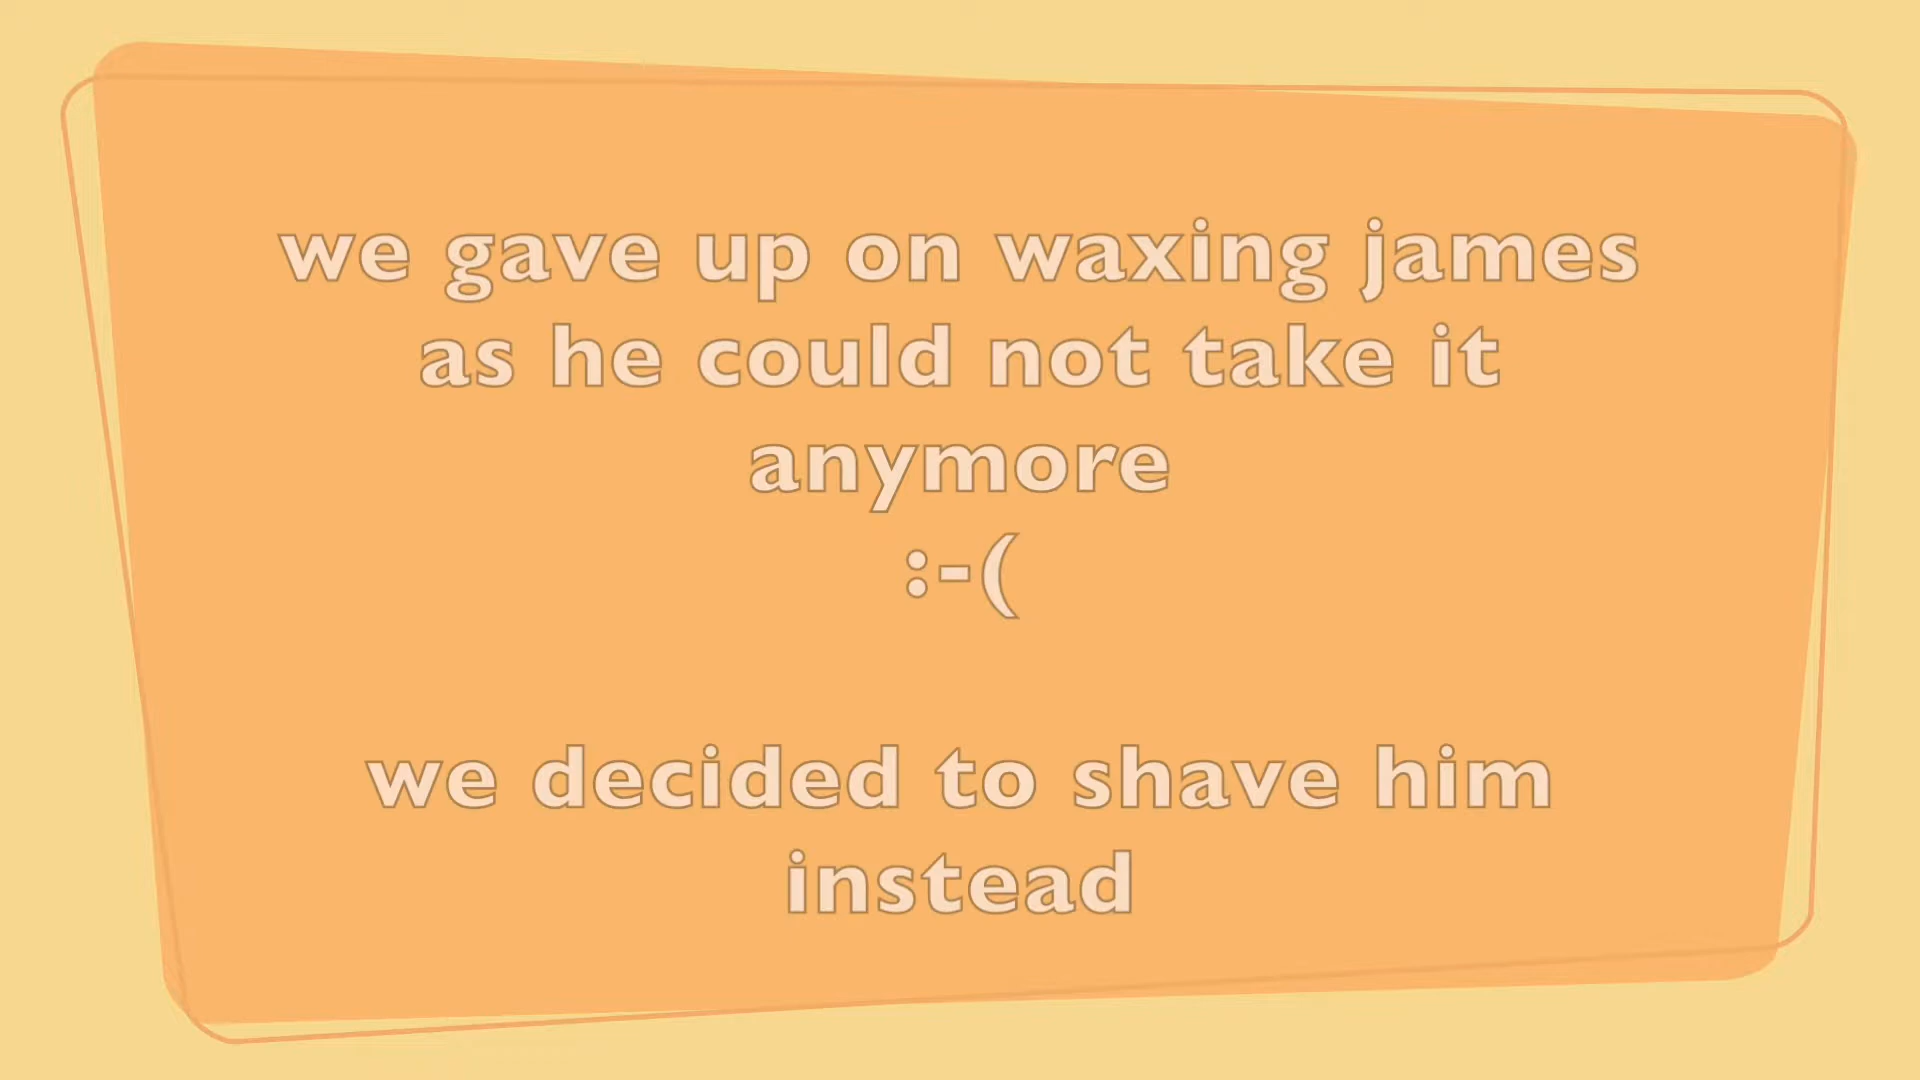 we gave up on waxing james
as he could not take it
anymore
:-(
we decided to shave him
instead